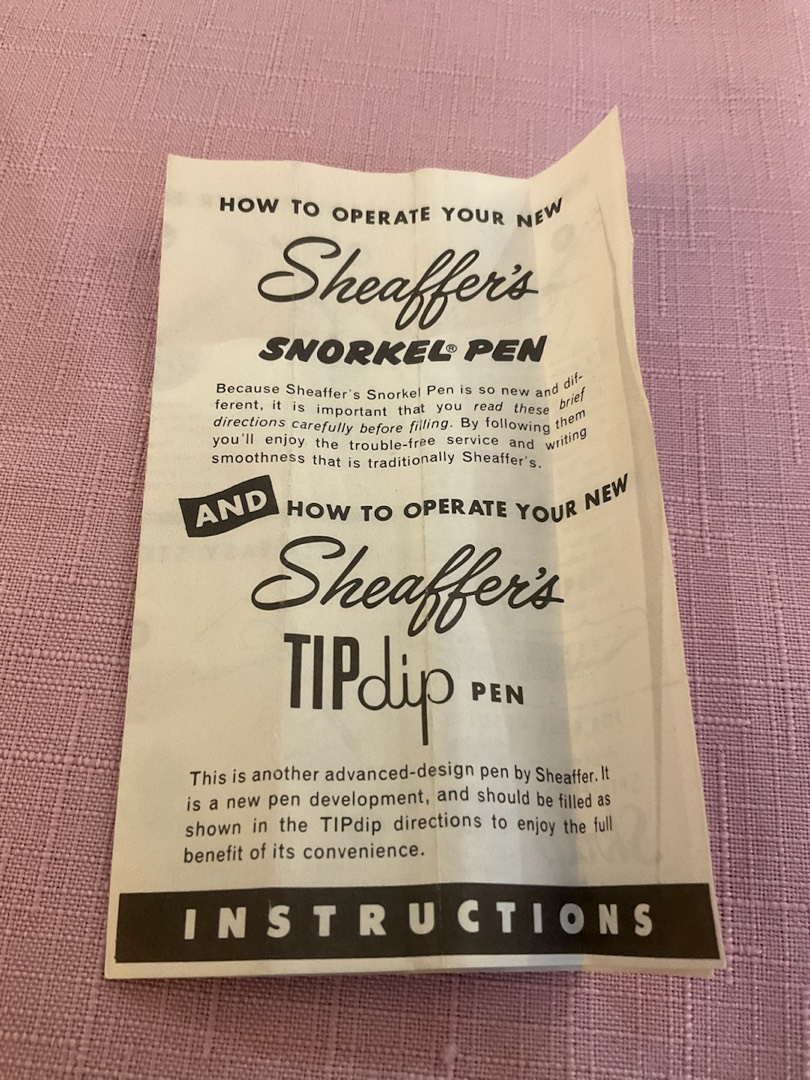 HOW TO OPERATE YOUR NEW
Sheaffer's
SNORKEL® PEN
Because Sheaffer's Snorkel Pen is so new and dif-
ferent, it is important that you read these brief
directions carefully before filling. By following them
you'll enjoy the trouble-free service and writing
smoothness that is traditionally Sheaffer's.
AND HOW TO OPERATE YOUR NEW
Sheaffer's
TIPdip PEN
This is another advanced-design pen by Sheaffer. It
is a new pen development, and should be filled as
shown in the TIPdip directions to enjoy the full
benefit of its convenience.
INSTRUCTIONS